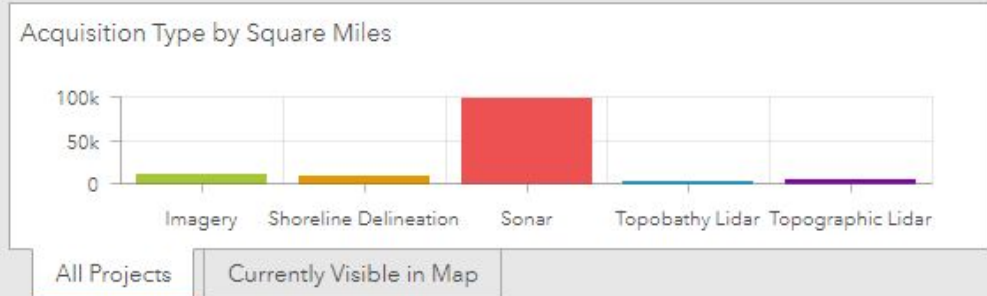 Acquisition Type by Square Miles
100k
50k
0
Imagery Shoreline Delineation Sonar Topobathy Lidar Topographic Lidar
All Projects Currently Visible in Map